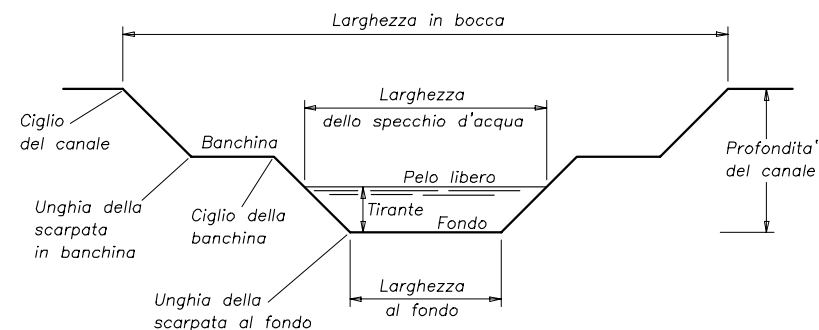 Larghezza in bocca
Larghezza
dello specchio d'acqua
Ciglio
del canale
Banchina
Profondita'
del canale
Pelo libero
Unghia della
scarpata
in banchina
Ciglio della
banchina
Tirante
Fondo
Unghia della
scarpata al fondo
Larghezza
al fondo